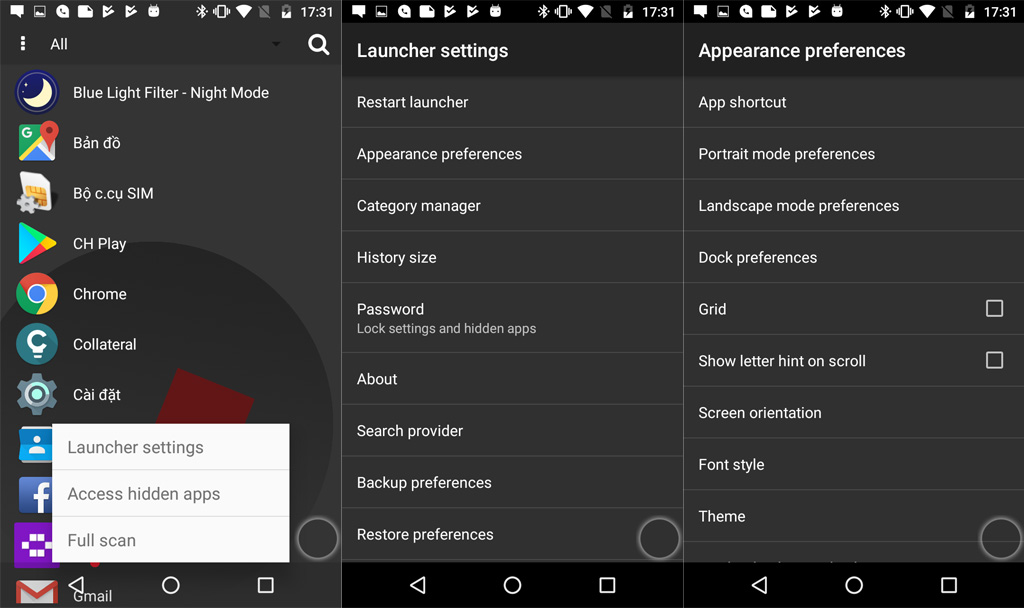 17:31
All
Blue Light Filter - Night Mode
Bản đồ
Bộ c.cụ SIM
CH Play
Chrome
Collateral
Cài đặt
Launcher settings
Access hidden apps
Full scan
Gmail
17:31
Launcher settings
Restart launcher
Appearance preferences
Category manager
History size
Password
Lock settings and hidden apps
About
Search provider
Backup preferences
Restore preferences
17:31
Appearance preferences
App shortcut
Portrait mode preferences
Landscape mode preferences
Dock preferences
Grid
Show letter hint on scroll
Screen orientation
Font style
Theme